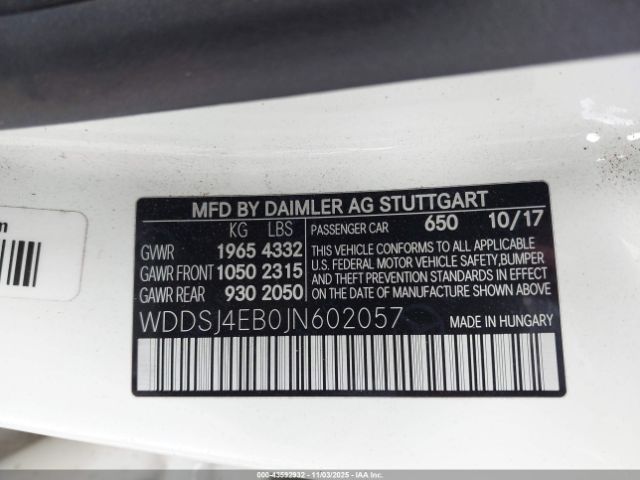 MFD BY DAIMLER AG STUTTGART
KG LBS
GVWR 1965 4332
GAWR FRONT 1050 2315
GAWR REAR 930 2050
PASSENGER CAR 650 10/17
THIS VEHICLE CONFORMS TO ALL APPLICABLE
U.S. FEDERAL MOTOR VEHICLE SAFETY,BUMPER
AND THEFT PREVENTION STANDARDS IN EFFECT
ON THE DATE OF MANUFACTURE SHOWN ABOVE.
WDDSJ4EB0JN602057
MADE IN HUNGARY
000-43592932 - 11/03/2025 - IAAI.COM